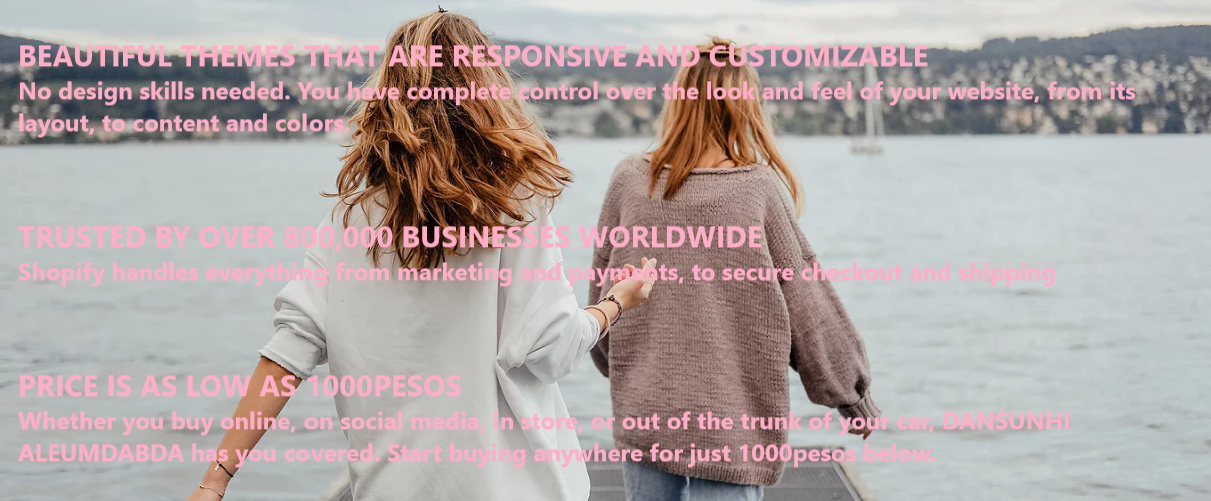 BEAUTIFUL THEMES THAT ARE RESPONSIVE AND CUSTOMIZABLE
No design skills needed. You have complete control over the look and feel of your website, from its
layout, to content and colors.
TRUSTED BY OVER 800,000 BUSINESSES WORLDWIDE
Shopify handles everything from marketing and payments, to secure checkout and shipping
PRICE IS AS LOW AS 1000PESOS
Whether you buy online, on social media, in store, or out of the trunk of your car, DANSUNHI
ALEUMDABDA has you covered. Start buying anywhere for just 1000pesos below.